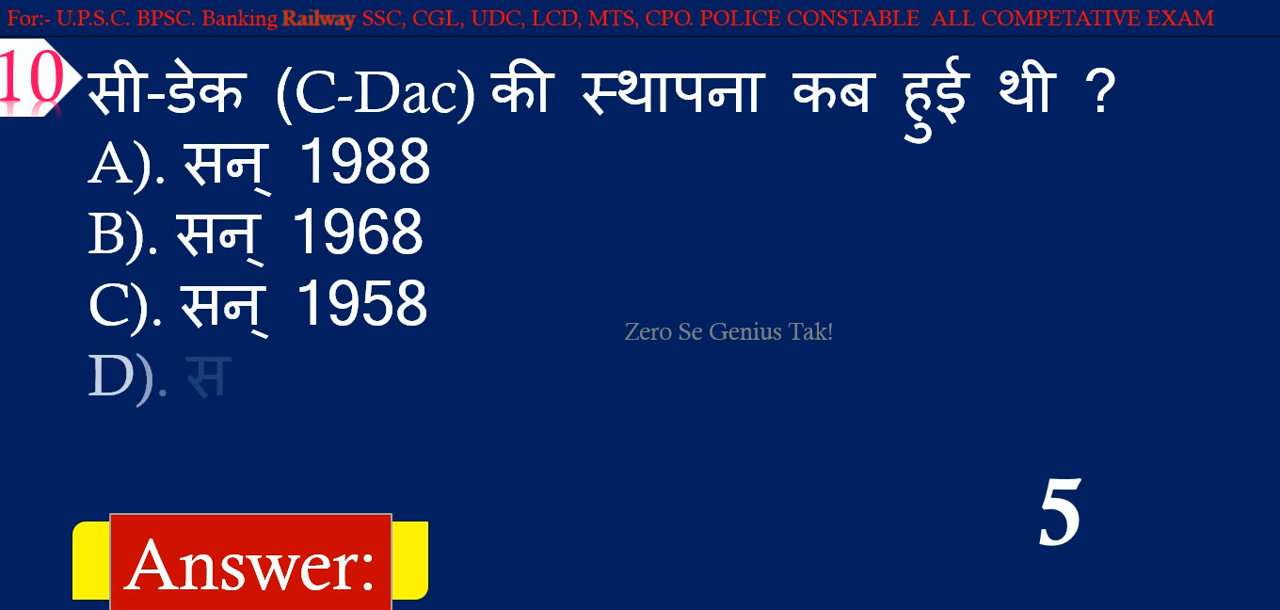 For:- U.P.S.C. BPSC. Banking Railway SSC, CGL, UDC, LCD, MTS, CPO. POLICE CONSTABLE ALL COMPETATIVE EXAM
10 सी-डेक (C-Dac) की स्थापना कब हुई थी ?
A). सन् 1988
B). सन् 1968
C). सन् 1958
Zero Se Genius Tak!
D). स
5
Answer: